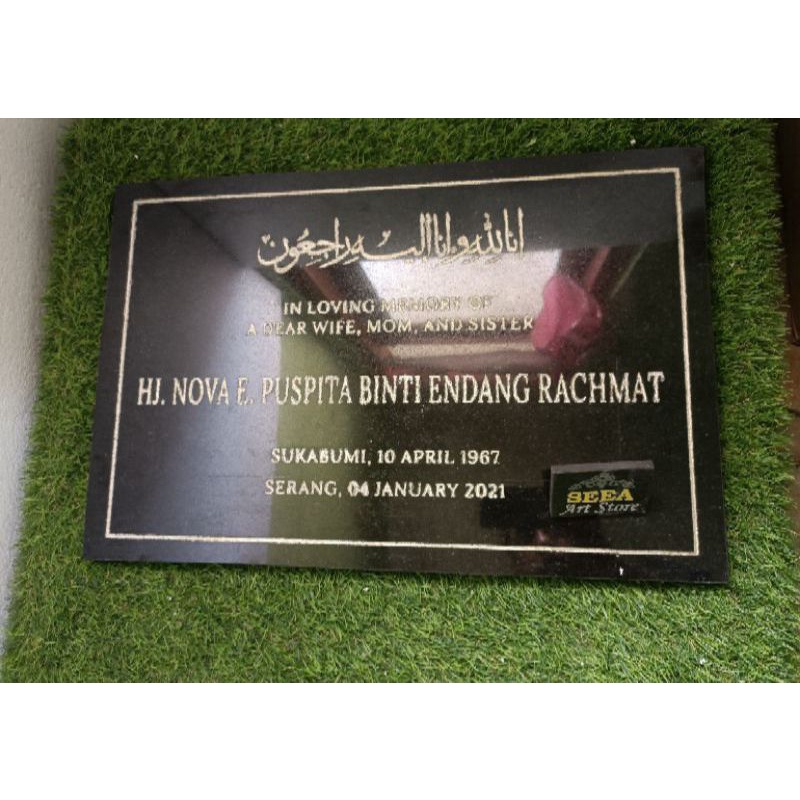 انا لله و انا اليه راجعون
IN LOVING MEMORY OF
A DEAR WIFE, MOM, AND SISTER
HJ. NOVA E. PUSPITA BINTI ENDANG RACHMAT
SUKABUMI, 10 APRIL 1967
SERANG, 04 JANUARY 2021
SEEA
Art Store